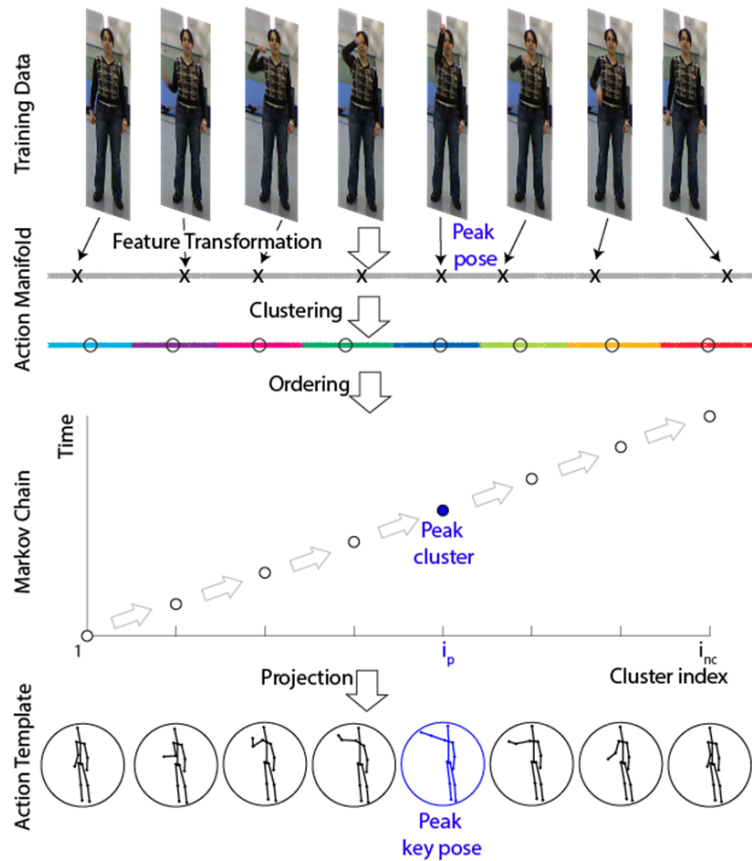 Training Data
Feature Transformation
Peak
pose
x x x x x x x x
Action Manifold
Clustering
Ordering
Time
Markov Chain
Peak
cluster
1
i_p
i_nc
Projection
Cluster index
Action Template
Peak
key pose